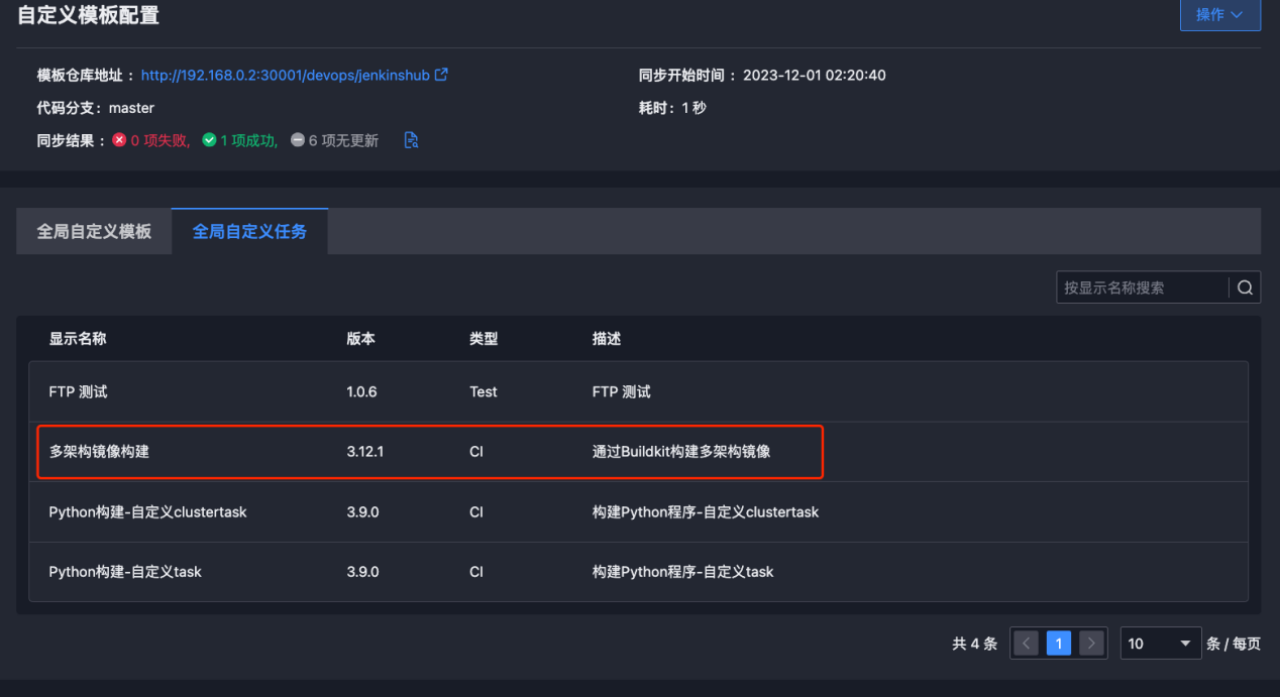 自定义模板配置
操作
模板仓库地址： http://192.168.0.2:30001/devops/jenkinshub
同步开始时间： 2023-12-01 02:20:40
代码分支： master
耗时： 1 秒
同步结果： 0 项失败, 1 项成功, 6 项无更新
全局自定义模板 全局自定义任务
按显示名称搜索
显示名称 版本 类型 描述
FTP 测试 1.0.6 Test FTP 测试
多架构镜像构建 3.12.1 CI 通过Buildkit构建多架构镜像
Python构建-自定义clustertask 3.9.0 CI 构建Python程序-自定义clustertask
Python构建-自定义task 3.9.0 CI 构建Python程序-自定义task
共 4 条 1 10 条 / 每页